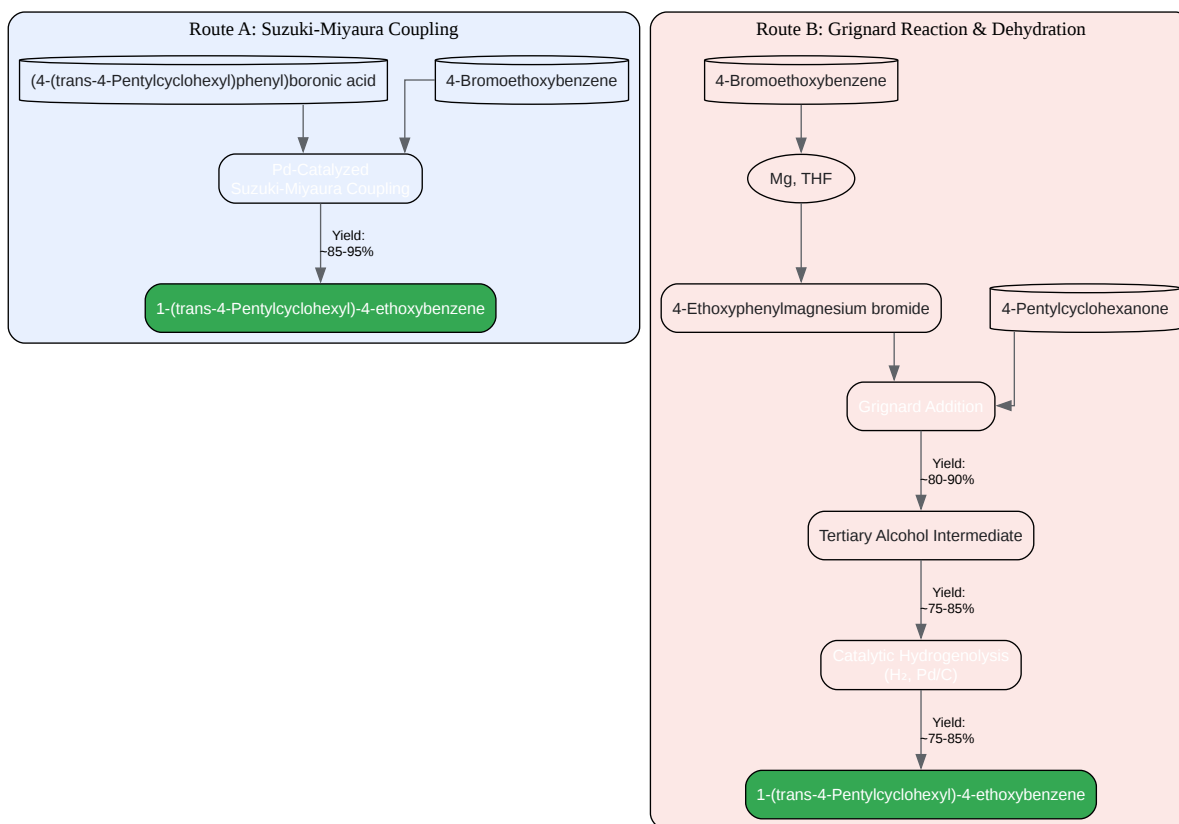 Route A: Suzuki-Miyaura Coupling
(4-(trans-4-Pentylcyclohexyl)phenyl)boronic acid
4-Bromoethoxybenzene
Pd-Catalyzed
Suzuki-Miyaura Coupling
Yield:
~85-95%
1-(trans-4-Pentylcyclohexyl)-4-ethoxybenzene
Route B: Grignard Reaction & Dehydration
4-Bromoethoxybenzene
Mg, THF
4-Ethoxyphenylmagnesium bromide
4-Pentylcyclohexanone
Grignard Addition
Yield:
~80-90%
Tertiary Alcohol Intermediate
Yield:
~75-85%
Catalytic Hydrogenolysis
(H₂, Pd/C)
Yield:
~75-85%
1-(trans-4-Pentylcyclohexyl)-4-ethoxybenzene